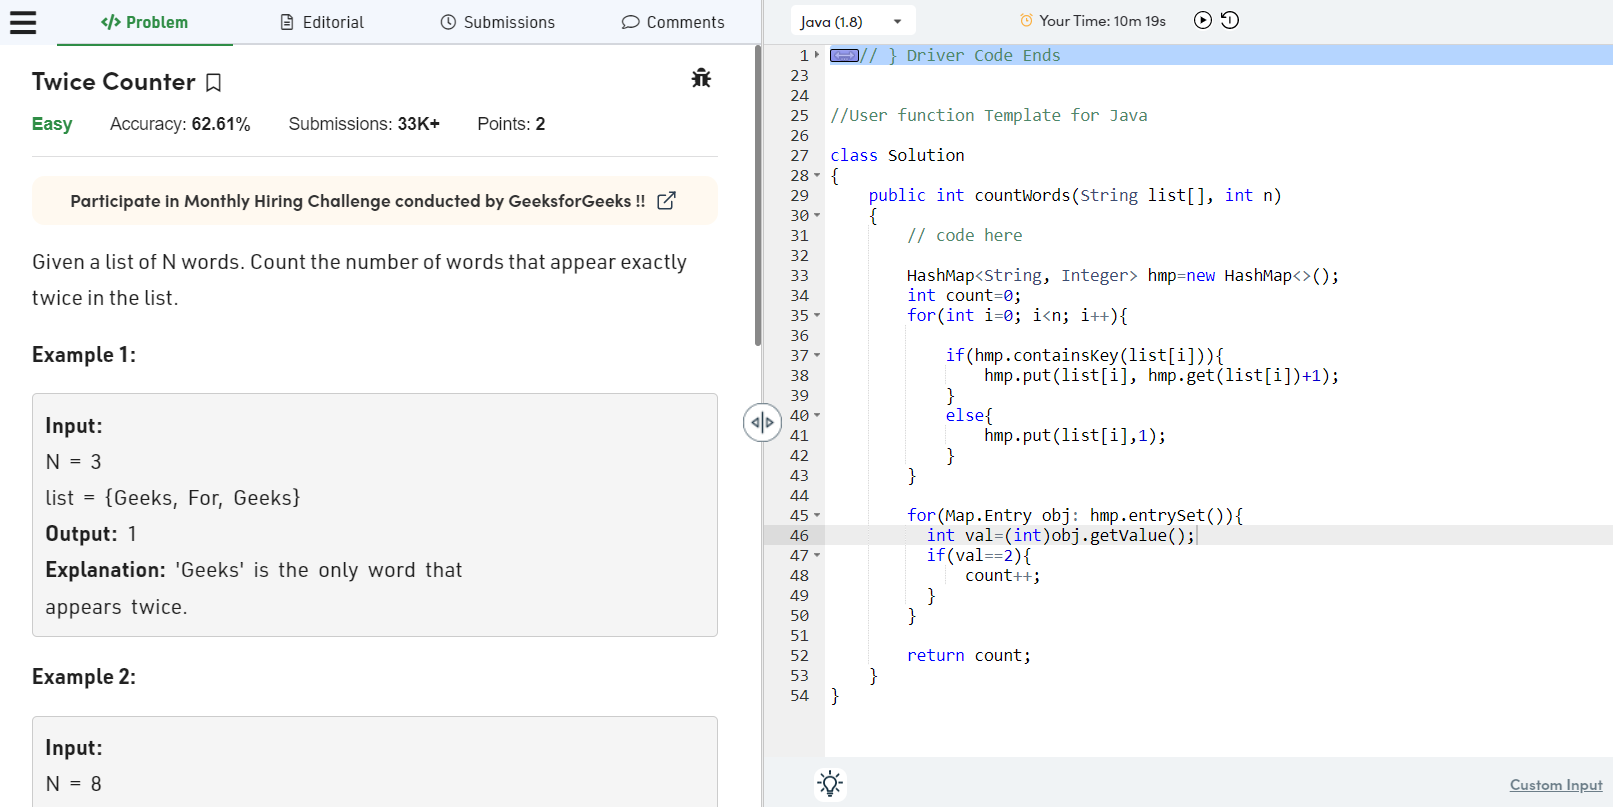 Problem
Editorial
Submissions
Comments
Twice Counter
Easy
Accuracy: 62.61%
Submissions: 33K+
Points: 2
Participate in Monthly Hiring Challenge conducted by GeeksforGeeks !!
Given a list of N words. Count the number of words that appear exactly
twice in the list.
Example 1:
Input:
N = 3
list = {Geeks, For, Geeks}
Output: 1
Explanation: 'Geeks' is the only word that
appears twice.
Example 2:
Input:
N = 8
Java (1.8)
Your Time: 10m 19s
1 // } Driver Code Ends
23
24
25 //User function Template for Java
26
27 class Solution
28 {
29     public int countWords(String list[], int n)
30     {
31         // code here
32
33         HashMap<String, Integer> hmp=new HashMap<>();
34         int count=0;
35         for(int i=0; i<n; i++){
36
37             if(hmp.containsKey(list[i])){
38                 hmp.put(list[i], hmp.get(list[i])+1);
39             }
40             else{
41                 hmp.put(list[i],1);
42             }
43         }
44
45         for(Map.Entry obj: hmp.entrySet()){
46           int val=(int)obj.getValue();
47           if(val==2){
48               count++;
49           }
50         }
51
52         return count;
53     }
54 }
Custom Input